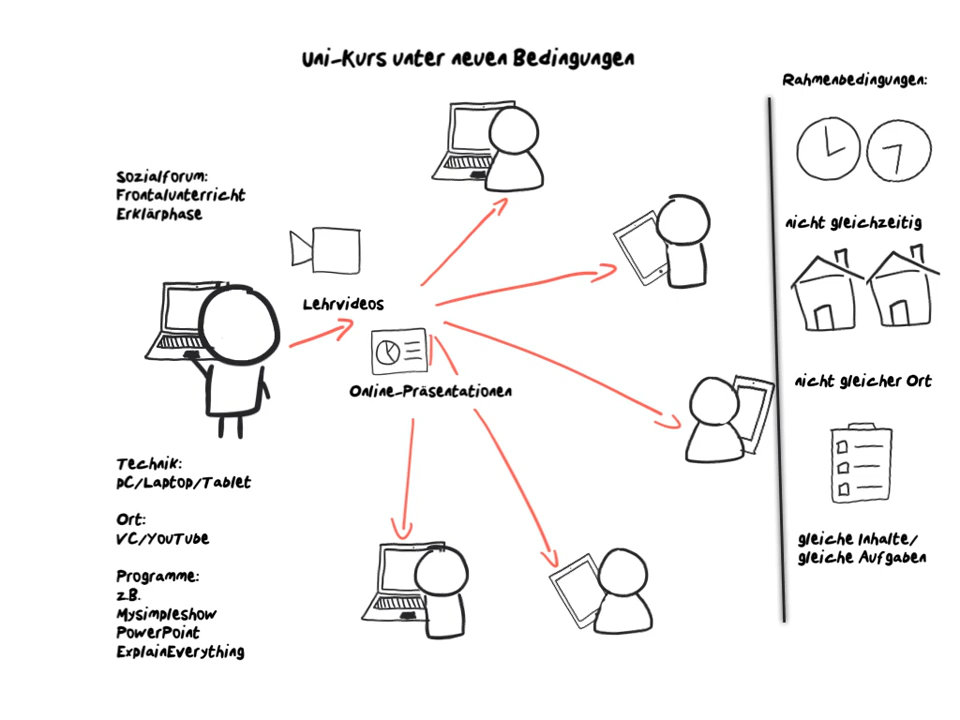 Uni-Kurs unter neuen Bedingungen
Sozialforum:
Frontalunterricht
Erklärphase
Lehrvideos
Online-Präsentationen
Technik:
PC/Laptop/Tablet
Ort:
VC/YouTube
Programme:
z.B.
Mysimpleshow
PowerPoint
ExplainEverything
Rahmenbedingungen:
nicht gleichzeitig
nicht gleicher Ort
gleiche Inhalte/
gleiche Aufgaben